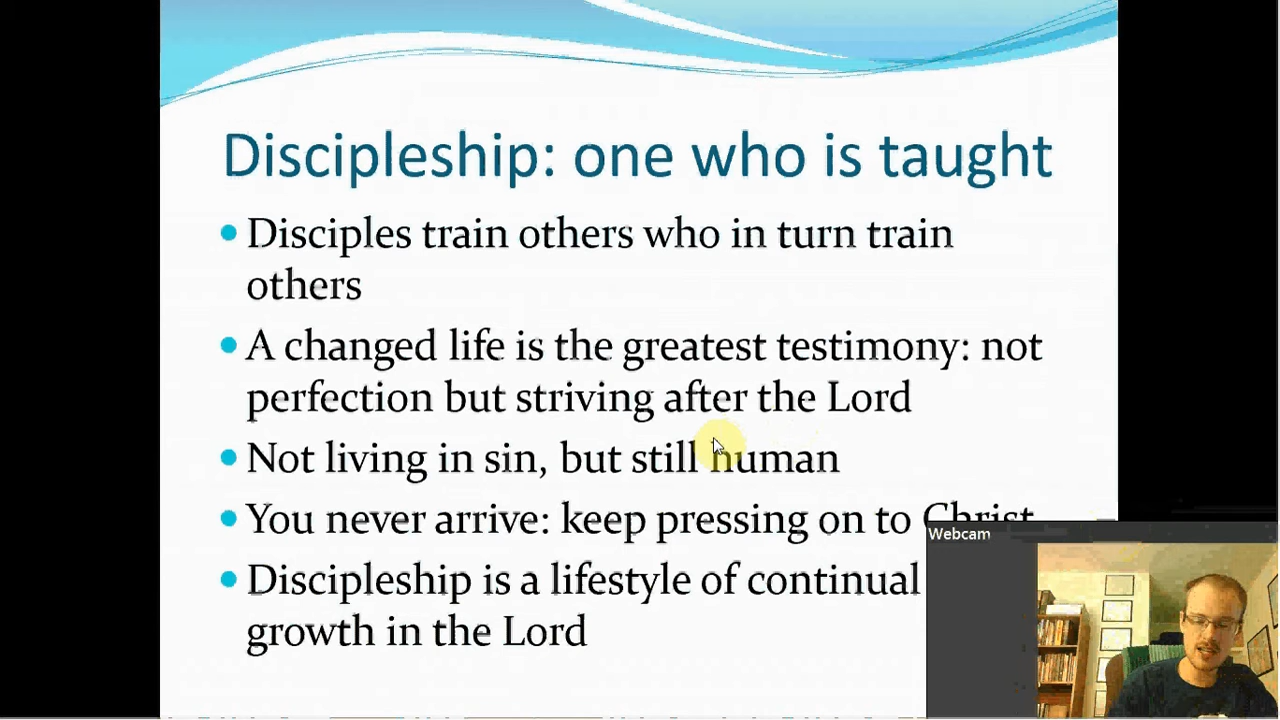 Discipleship: one who is taught
Disciples train others who in turn train
others
A changed life is the greatest testimony: not
perfection but striving after the Lord
Not living in sin, but still human
You never arrive: keep pressing on to Christ
Discipleship is a lifestyle of continual
growth in the Lord
Webcam